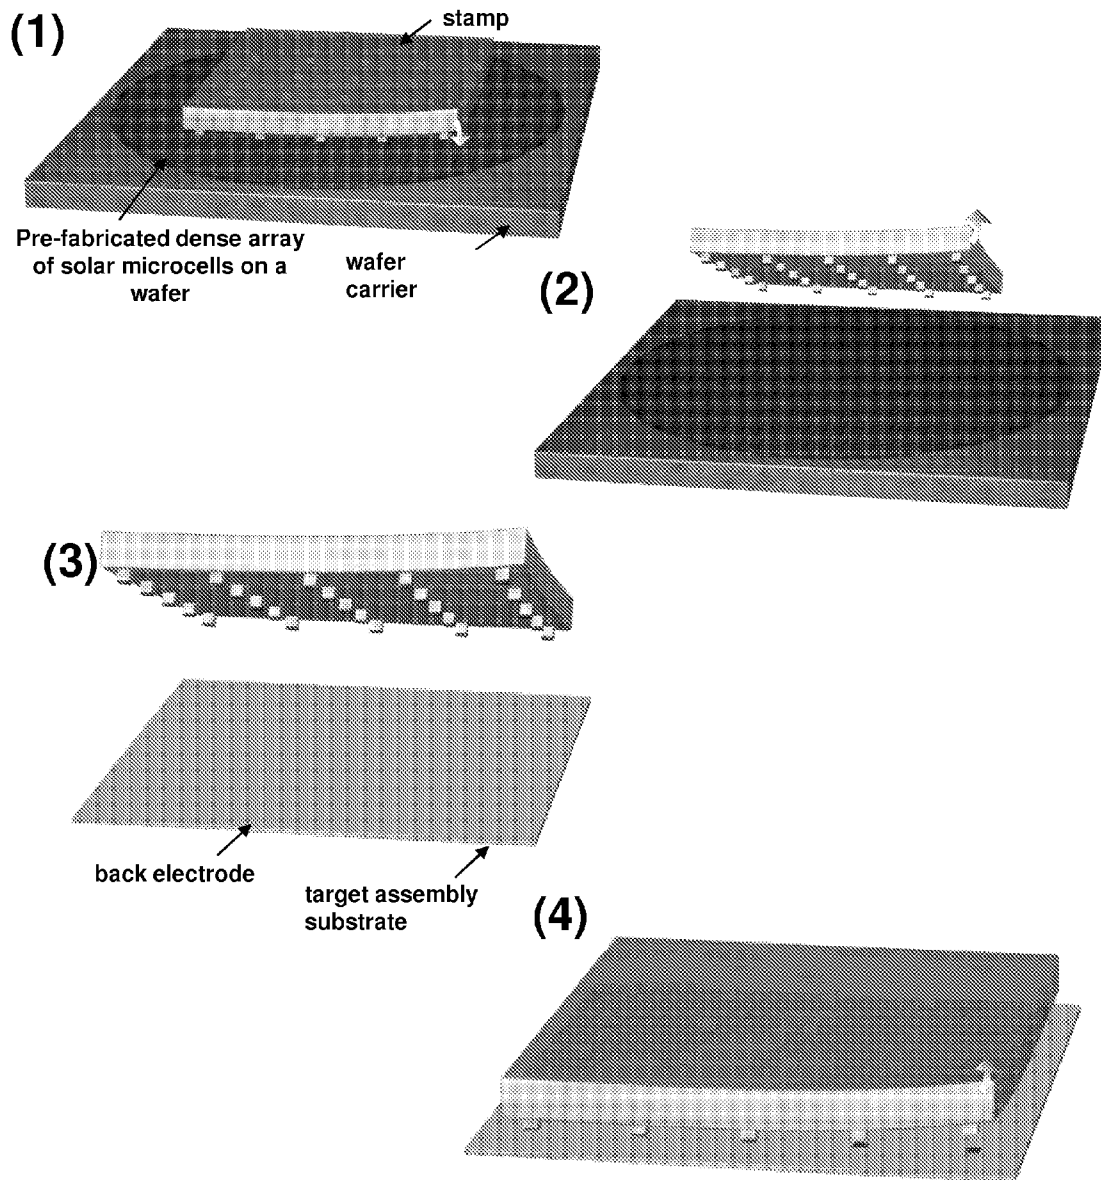 (1)
stamp
Pre-fabricated dense array
of solar microcells on a
wafer
wafer
carrier
(2)
(3)
back electrode
target assembly
substrate
(4)